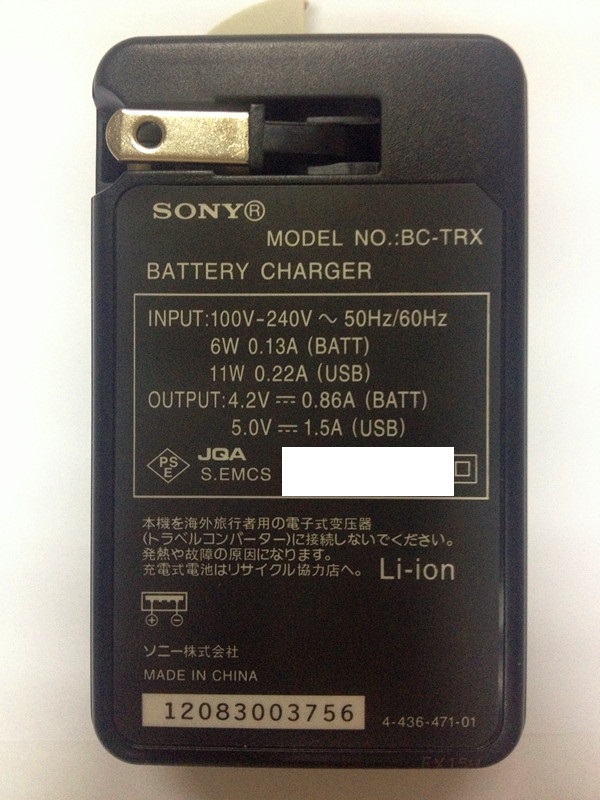 SONY®
MODEL NO.:BC-TRX
BATTERY CHARGER
INPUT:100V-240V ～ 50Hz/60Hz
6W 0.13A (BATT)
11W 0.22A (USB)
OUTPUT:4.2V ⎓ 0.86A (BATT)
5.0V ⎓ 1.5A (USB)
PS
E
JQA
S.EMCS
本機を海外旅行者用の電子式変圧器
(トラベルコンバーター)に接続しないでください。
発熱や故障の原因になります。
充電式電池はリサイクル協力店へ。 Li-ion
⊕ ⊖
ソニー株式会社
MADE IN CHINA
12083003756
4-436-471-01